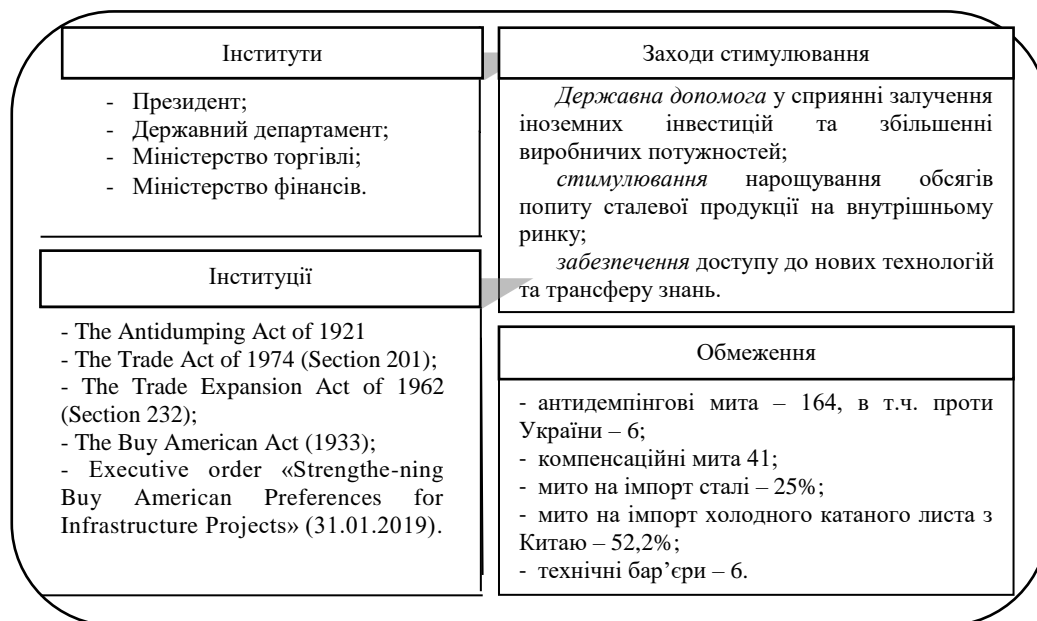 Інститути
- Президент;
- Державний департамент;
- Міністерство торгівлі;
- Міністерство фінансів.
Інституції
- The Antidumping Act of 1921
- The Trade Act of 1974 (Section 201);
- The Trade Expansion Act of 1962
(Section 232);
- The Buy American Act (1933);
- Executive order «Strengthe-ning
Buy American Preferences for
Infrastructure Projects» (31.01.2019).
Заходи стимулювання
Державна допомога у сприянні залучення
іноземних інвестицій та збільшенні
виробничих потужностей;
стимулювання нарощування обсягів
попиту сталевої продукції на внутрішньому
ринку;
забезпечення доступу до нових технологій
та трансферу знань.
Обмеження
- антидемпінгові мита – 164, в т.ч. проти
України – 6;
- компенсаційні мита 41;
- мито на імпорт сталі – 25%;
- мито на імпорт холодного катаного листа з
Китаю – 52,2%;
- технічні бар’єри – 6.